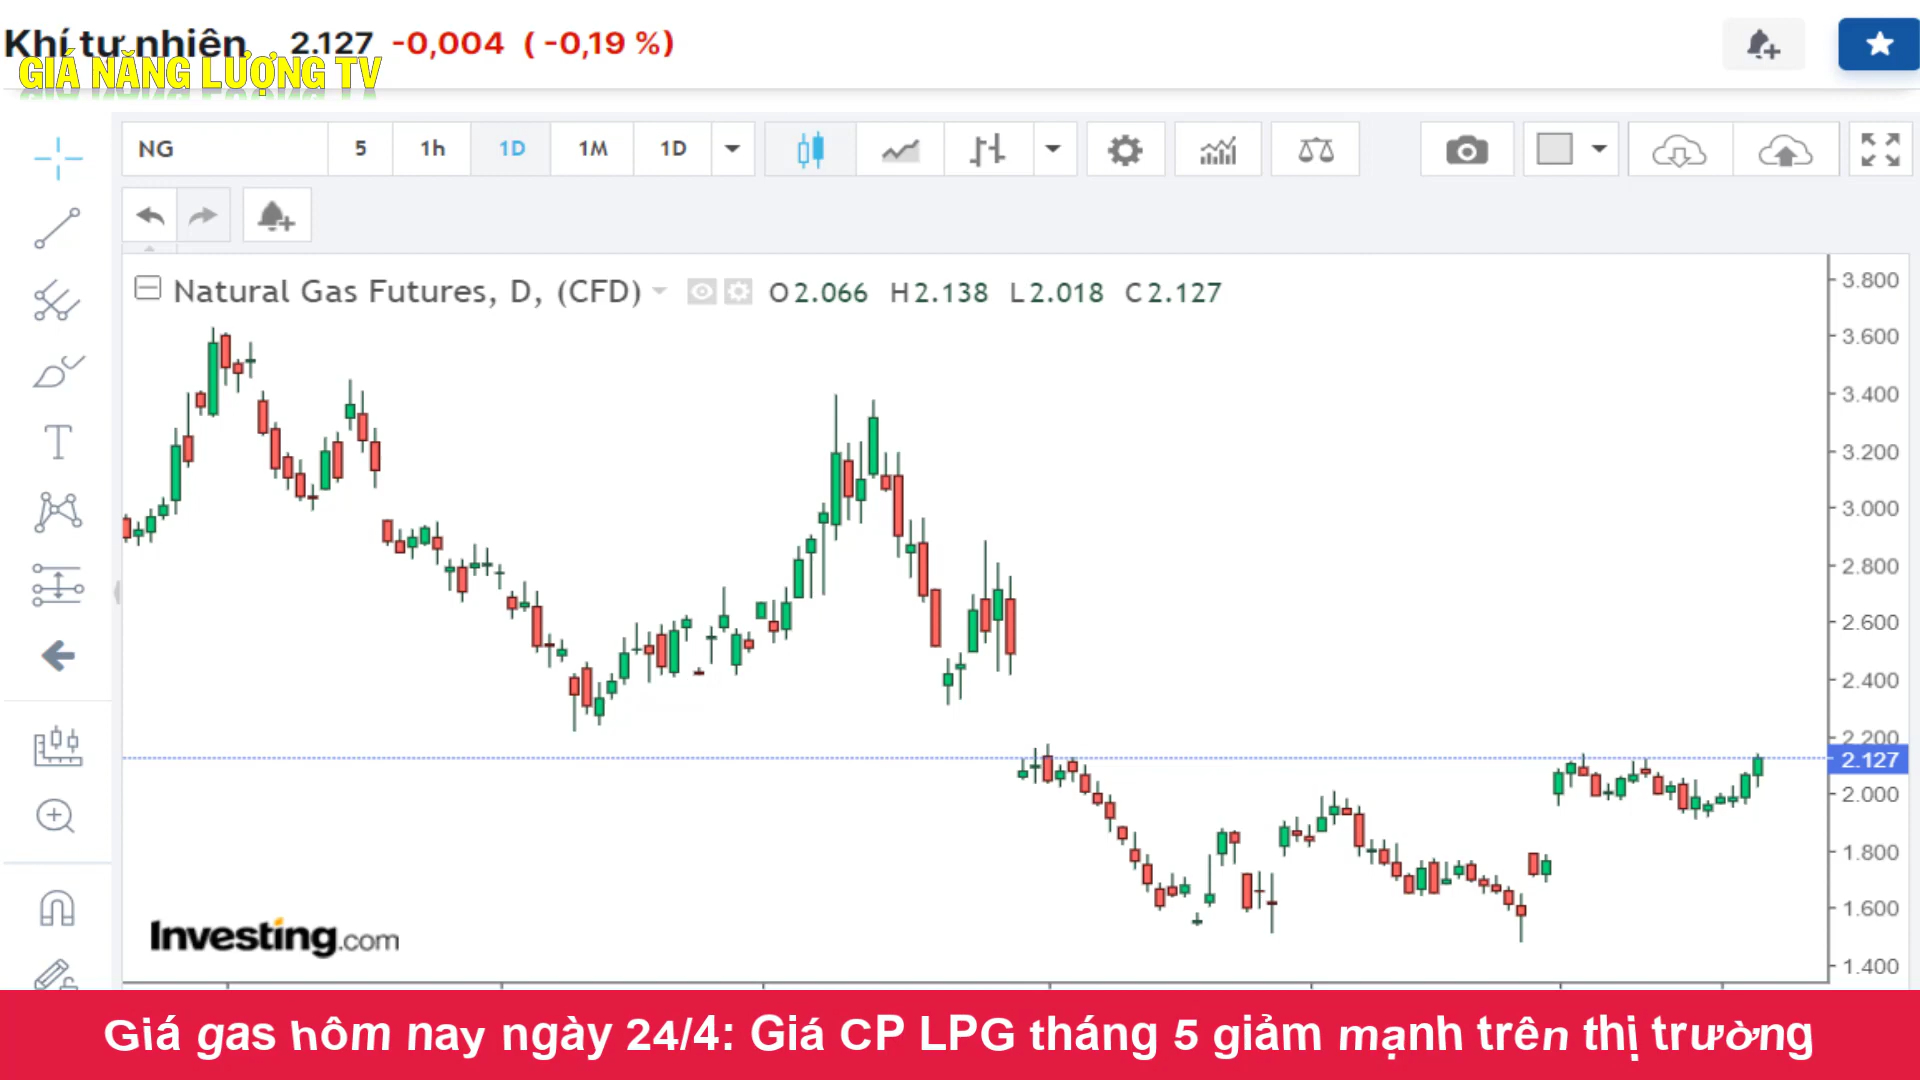 Khí tự nhiên 2.127 -0,004 ( -0,19 %)
GIÁ NĂNG LƯỢNG TV
NG 5 1h 1D 1M 1D
Natural Gas Futures, D, (CFD) O2.066 H2.138 L2.018 C2.127
3.800
3.600
3.400
3.200
3.000
2.800
2.600
2.400
2.200
2.127
2.000
1.800
1.600
1.400
Investing.com
Giá gas hôm nay ngày 24/4: Giá CP LPG tháng 5 giảm mạnh trên thị trường